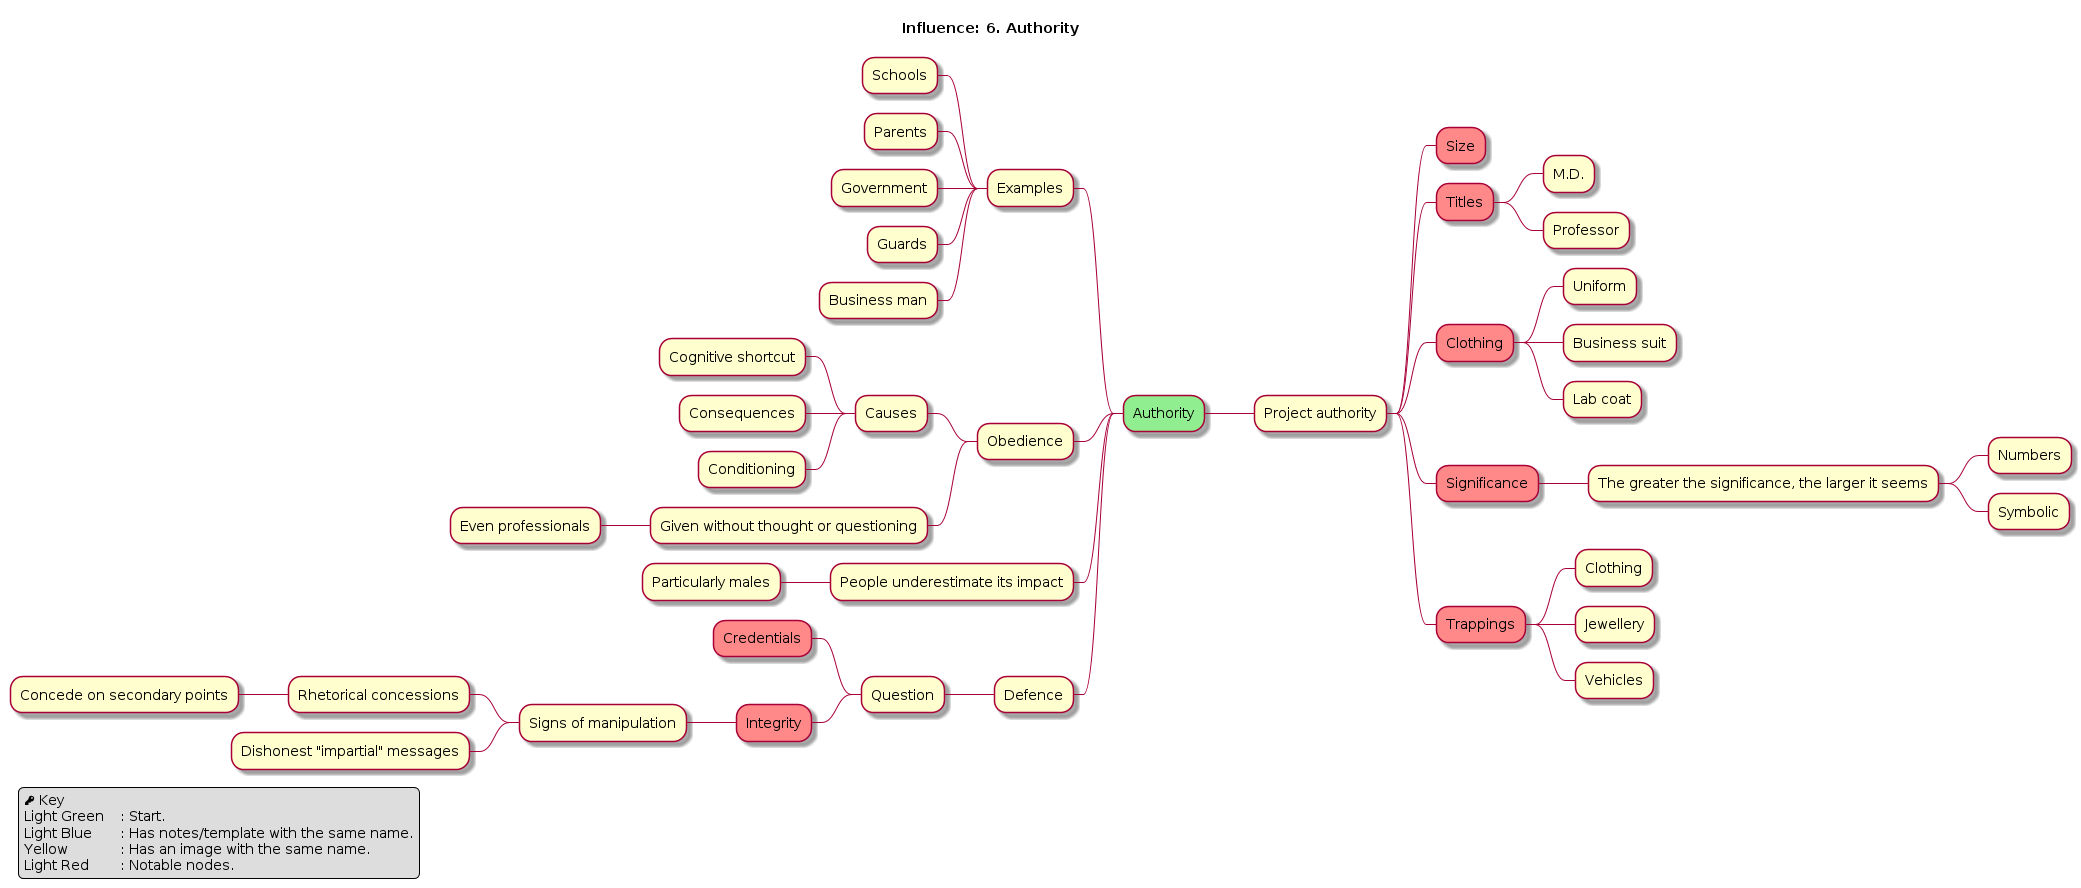 Influence: 6. Authority
Schools
Parents
Government
Guards
Business man
Examples
Cognitive shortcut
Consequences
Conditioning
Causes
Obedience
Even professionals
Given without thought or questioning
Particularly males
People underestimate its impact
Credentials
Concede on secondary points
Rhetorical concessions
Dishonest "impartial" messages
Signs of manipulation
Integrity
Question
Defence
Authority
Project authority
Size
Titles
M.D.
Professor
Clothing
Uniform
Business suit
Lab coat
Significance
The greater the significance, the larger it seems
Numbers
Symbolic
Trappings
Clothing
Jewellery
Vehicles
Key
Light Green : Start.
Light Blue : Has notes/template with the same name.
Yellow : Has an image with the same name.
Light Red : Notable nodes.